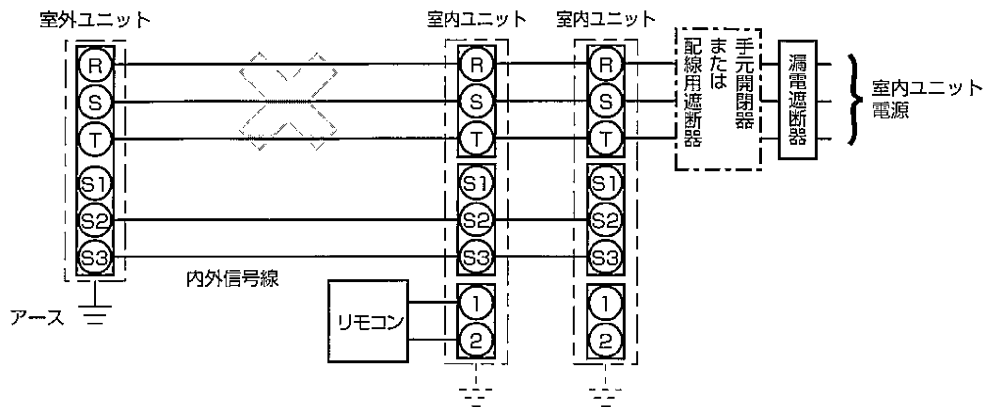 室外ユニット
室内ユニット
室内ユニット
R
S
T
S1
S2
S3
R
S
T
S1
S2
S3
1
2
R
S
T
S1
S2
S3
1
2
手元開閉器
または
配線用遮断器
漏電遮断器
室内ユニット
電源
内外信号線
アース
リモコン